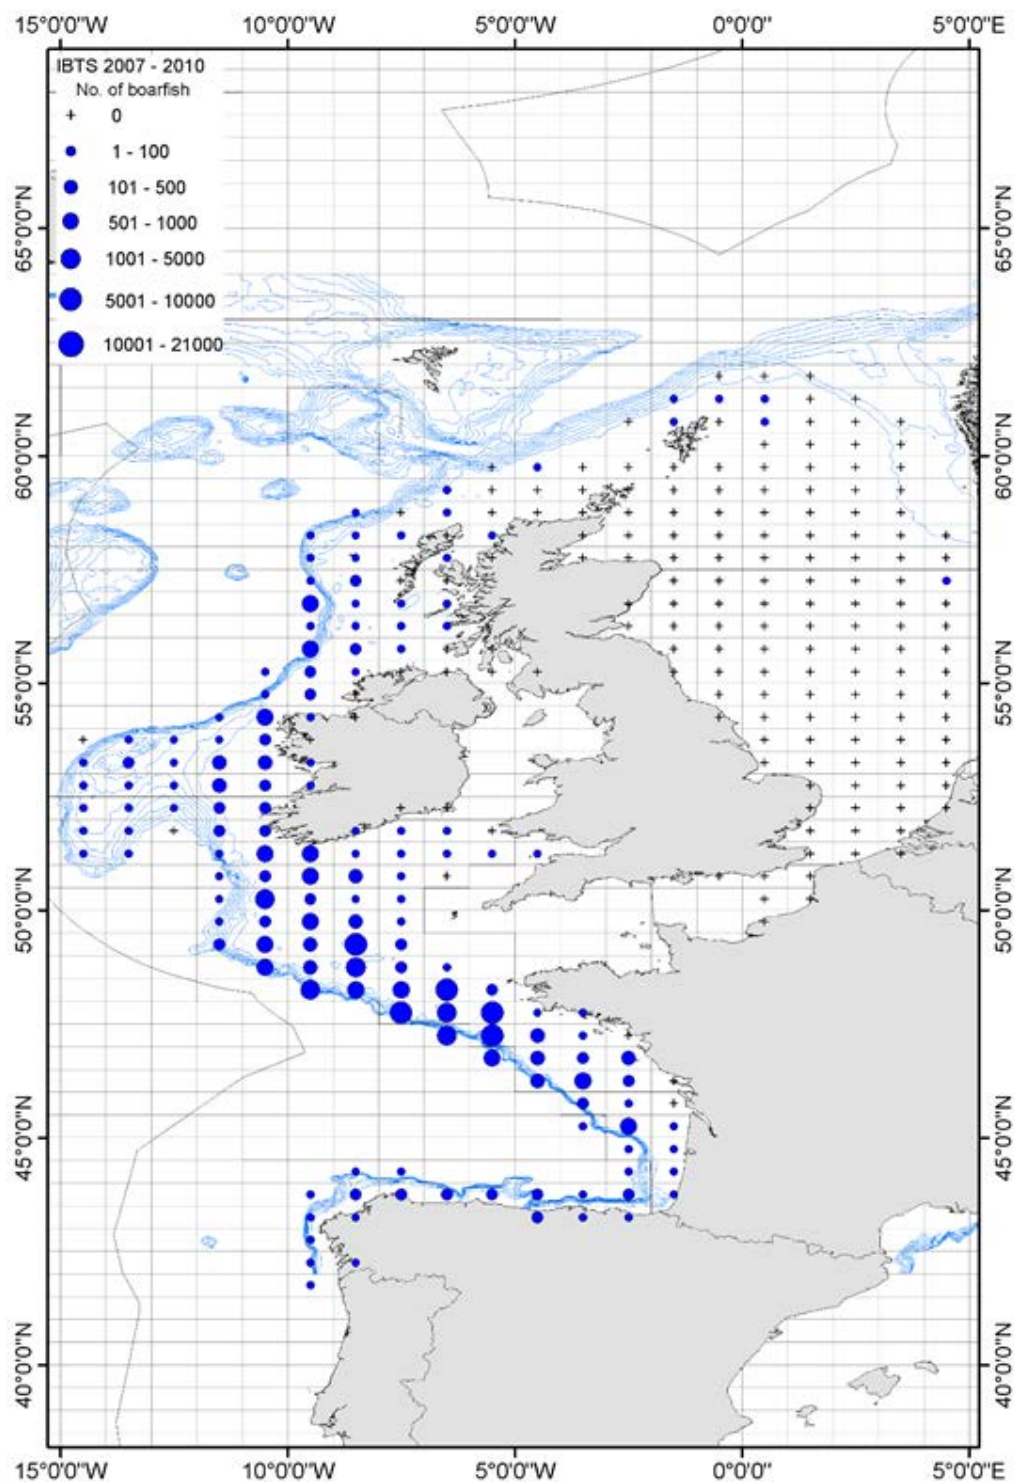 15°0'0"W 10°0'0"W 5°0'0"W 0°0'0" 5°0'0"E
IBTS 2007 - 2010
No. of boarfish
0
1 - 100
101 - 500
501 - 1000
1001 - 5000
5001 - 10000
10001 - 21000
65°0'0"N 65°0'0"N
60°0'0"N 60°0'0"N
55°0'0"N 55°0'0"N
50°0'0"N 50°0'0"N
45°0'0"N 45°0'0"N
40°0'0"N 40°0'0"N
15°0'0"W 10°0'0"W 5°0'0"W 0°0'0" 5°0'0"E